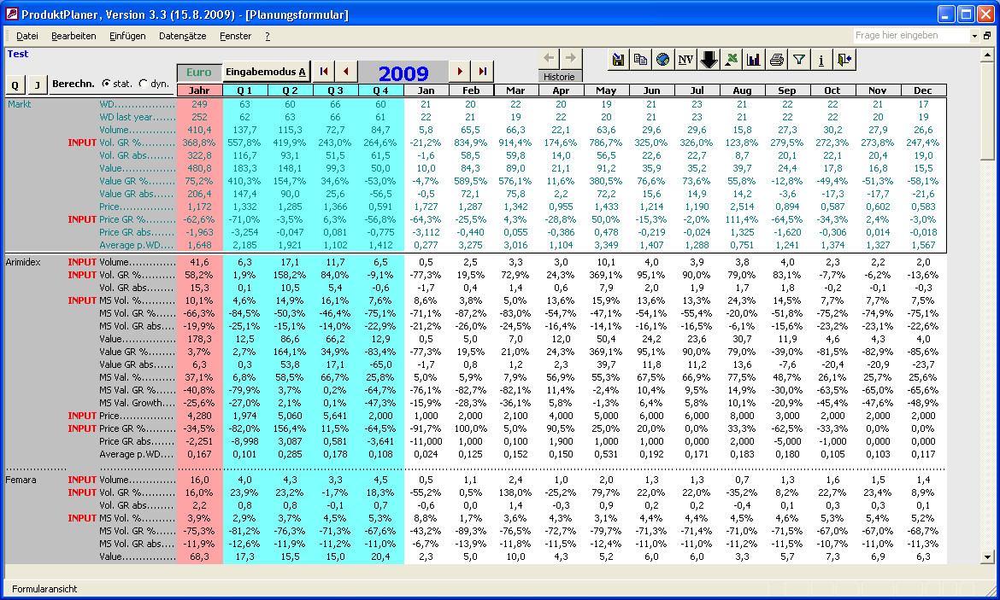 ProduktPlaner, Version 3.3 (15.8.2009) - [Planungsformular]
Datei Bearbeiten Einfügen Datensätze Fenster ? Frage hier eingeben
Test
Euro Eingabemodus A 2009 Historie NV i
Q J Berechn. stat. dyn.
Jahr Q 1 Q 2 Q 3 Q 4 Jan Feb Mar Apr May Jun Jul Aug Sep Oct Nov Dec
Markt WD................. 249 63 60 66 60 21 20 22 20 19 21 23 21 22 22 21 17
WD last year....... 252 62 63 66 61 22 21 19 22 20 21 23 21 22 22 20 19
Volume............... 410,4 137,7 115,3 72,7 84,7 5,8 65,5 66,3 22,1 63,6 29,6 29,6 15,8 27,3 30,2 27,9 26,6
INPUT Vol. GR %.......... 368,8% 557,8% 419,9% 243,0% 264,6% -21,2% 834,9% 914,4% 174,6% 786,7% 325,0% 326,0% 123,8% 279,5% 272,3% 273,8% 247,4%
Vol. GR abs........ 322,8 116,7 93,1 51,5 61,5 -1,6 58,5 59,8 14,0 56,5 22,6 22,7 8,7 20,1 22,1 20,4 19,0
Value................. 480,8 183,3 148,1 99,3 50,0 10,0 84,3 89,0 21,1 91,2 35,9 35,2 39,7 24,4 17,8 16,8 15,5
Value GR %....... 75,2% 410,3% 154,7% 34,6% -53,0% -4,7% 589,5% 576,1% 11,6% 380,5% 76,6% 73,6% 55,8% -12,8% -49,4% -51,3% -58,1%
Value GR abs...... 206,4 147,4 90,0 25,6 -56,5 -0,5 72,1 75,8 2,2 72,2 15,6 14,9 14,2 -3,6 -17,3 -17,7 -21,6
Price................. 1,172 1,332 1,285 1,366 0,591 1,727 1,287 1,342 0,955 1,433 1,214 1,190 2,514 0,894 0,587 0,602 0,583
INPUT Price GR %........ -62,6% -71,0% -3,5% 6,3% -56,8% -64,3% -25,5% 4,3% -28,8% 50,0% -15,3% -2,0% 111,4% -64,5% -34,3% 2,4% -3,0%
Price GR abs....... -1,963 -3,254 -0,047 0,081 -0,775 -3,112 -0,440 0,055 -0,386 0,478 -0,219 -0,024 1,325 -1,620 -0,306 0,014 -0,018
Average p.WD.... 1,648 2,185 1,921 1,102 1,412 0,277 3,275 3,016 1,104 3,349 1,407 1,288 0,751 1,241 1,374 1,327 1,567
Arimidex INPUT Volume............... 41,6 6,3 17,1 11,7 6,5 0,5 2,5 3,3 3,0 10,1 4,0 3,9 3,8 4,0 2,3 2,2 2,0
INPUT Vol. GR %.......... 58,2% 1,9% 158,2% 84,0% -9,1% -77,3% 19,5% 72,9% 24,3% 369,1% 95,1% 90,0% 79,0% 83,1% -7,7% -6,2% -13,6%
Vol. GR abs........ 15,3 0,1 10,5 5,4 -0,6 -1,7 0,4 1,4 0,6 7,9 2,0 1,9 1,7 1,8 -0,2 -0,1 -0,3
INPUT MS Vol. %.......... 10,1% 4,6% 14,9% 16,1% 7,6% 8,6% 3,8% 5,0% 13,6% 15,9% 13,6% 13,3% 24,3% 14,5% 7,7% 7,7% 7,5%
MS Vol. GR %..... -66,3% -84,5% -50,3% -46,4% -75,1% -71,1% -87,2% -83,0% -54,7% -47,1% -54,1% -55,4% -20,0% -51,8% -75,2% -74,9% -75,1%
MS Vol. GR abs.... -19,9% -25,1% -15,1% -14,0% -22,9% -21,2% -26,0% -24,5% -16,4% -14,1% -16,1% -16,5% -6,1% -15,6% -23,2% -23,1% -22,6%
Value................. 178,3 12,5 86,6 66,2 12,9 0,5 5,0 7,0 12,0 50,4 24,2 23,6 30,7 11,9 4,6 4,3 4,0
Value GR %....... 3,7% 2,7% 164,1% 34,9% -83,4% -77,3% 19,5% 21,0% 24,3% 369,1% 95,1% 90,0% 79,0% -39,0% -81,5% -82,9% -85,6%
Value GR abs...... 6,3 0,3 53,8 17,1 -65,0 -1,7 0,8 1,2 2,3 39,7 11,8 11,2 13,6 -7,6 -20,4 -20,9 -23,7
MS Val. %.......... 37,1% 6,8% 58,5% 66,7% 25,8% 5,0% 5,9% 7,9% 56,9% 55,3% 67,5% 66,9% 77,5% 48,7% 26,1% 25,7% 25,6%
MS Val. GR %..... -40,8% -79,9% 3,7% 0,2% -64,7% -76,1% -82,7% -82,1% 11,4% -2,4% 10,4% 9,5% 14,9% -30,0% -63,5% -65,0% -65,6%
MS Val. Growth.... -25,6% -27,0% 2,1% 0,1% -47,3% -15,9% -28,3% -36,1% 5,8% -1,3% 6,4% 5,8% 10,1% -20,9% -45,4% -47,6% -48,9%
INPUT Price................. 4,280 1,974 5,060 5,641 2,000 1,000 2,000 2,100 4,000 5,000 6,000 6,000 8,000 3,000 2,000 2,000 2,000
INPUT Price GR %........ -34,5% -82,0% 156,4% 11,5% -64,5% -91,7% 100,0% 5,0% 90,5% 25,0% 20,0% 0,0% 33,3% -62,5% -33,3% 0,0% 0,0%
Price GR abs....... -2,251 -8,998 3,087 0,581 -3,641 -11,000 1,000 0,100 1,900 1,000 1,000 0,000 2,000 -5,000 -1,000 0,000 0,000
Average p.WD.... 0,167 0,101 0,285 0,178 0,108 0,024 0,125 0,152 0,150 0,531 0,192 0,171 0,183 0,180 0,105 0,103 0,117
Femara INPUT Volume............... 16,0 4,0 4,3 3,3 4,5 0,5 1,1 2,4 1,0 2,0 1,3 1,3 0,7 1,3 1,6 1,5 1,4
INPUT Vol. GR %.......... 16,0% 23,9% 23,2% -1,7% 18,3% -55,2% 0,5% 138,0% -25,2% 79,7% 22,0% 22,0% -35,2% 8,2% 22,7% 23,4% 8,9%
Vol. GR abs........ 2,2 0,8 0,8 -0,1 0,7 -0,6 0,0 1,4 -0,3 0,9 0,2 0,2 -0,4 0,1 0,3 0,3 0,1
INPUT MS Vol. %.......... 3,9% 2,9% 3,7% 4,5% 5,3% 8,8% 1,7% 3,6% 4,3% 3,1% 4,4% 4,4% 4,5% 4,6% 5,3% 5,4% 5,2%
MS Vol. GR %..... -75,3% -81,2% -76,3% -71,3% -67,6% -43,2% -89,3% -76,5% -72,7% -79,7% -71,3% -71,4% -71,0% -71,5% -67,0% -67,0% -68,7%
MS Vol. GR abs.... -11,9% -12,6% -11,9% -11,2% -11,0% -6,7% -13,9% -11,8% -11,5% -12,4% -11,0% -11,0% -11,2% -11,5% -10,7% -11,0% -11,3%
Value................. 68,3 17,3 15,5 15,0 20,4 2,3 5,0 10,0 4,3 5,2 6,0 6,0 3,3 5,7 7,3 6,9 6,3
Formularansicht